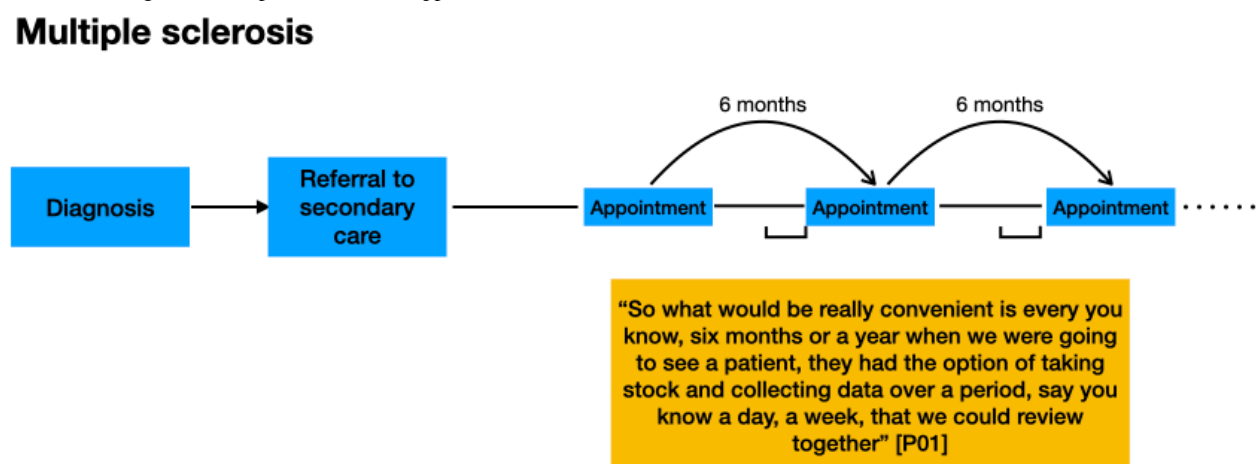 Multiple sclerosis
6 months
6 months
Diagnosis
Referral to
secondary
care
Appointment
Appointment
Appointment
“So what would be really convenient is every you
know, six months or a year when we were going
to see a patient, they had the option of taking
stock and collecting data over a period, say you
know a day, a week, that we could review
together” [P01]